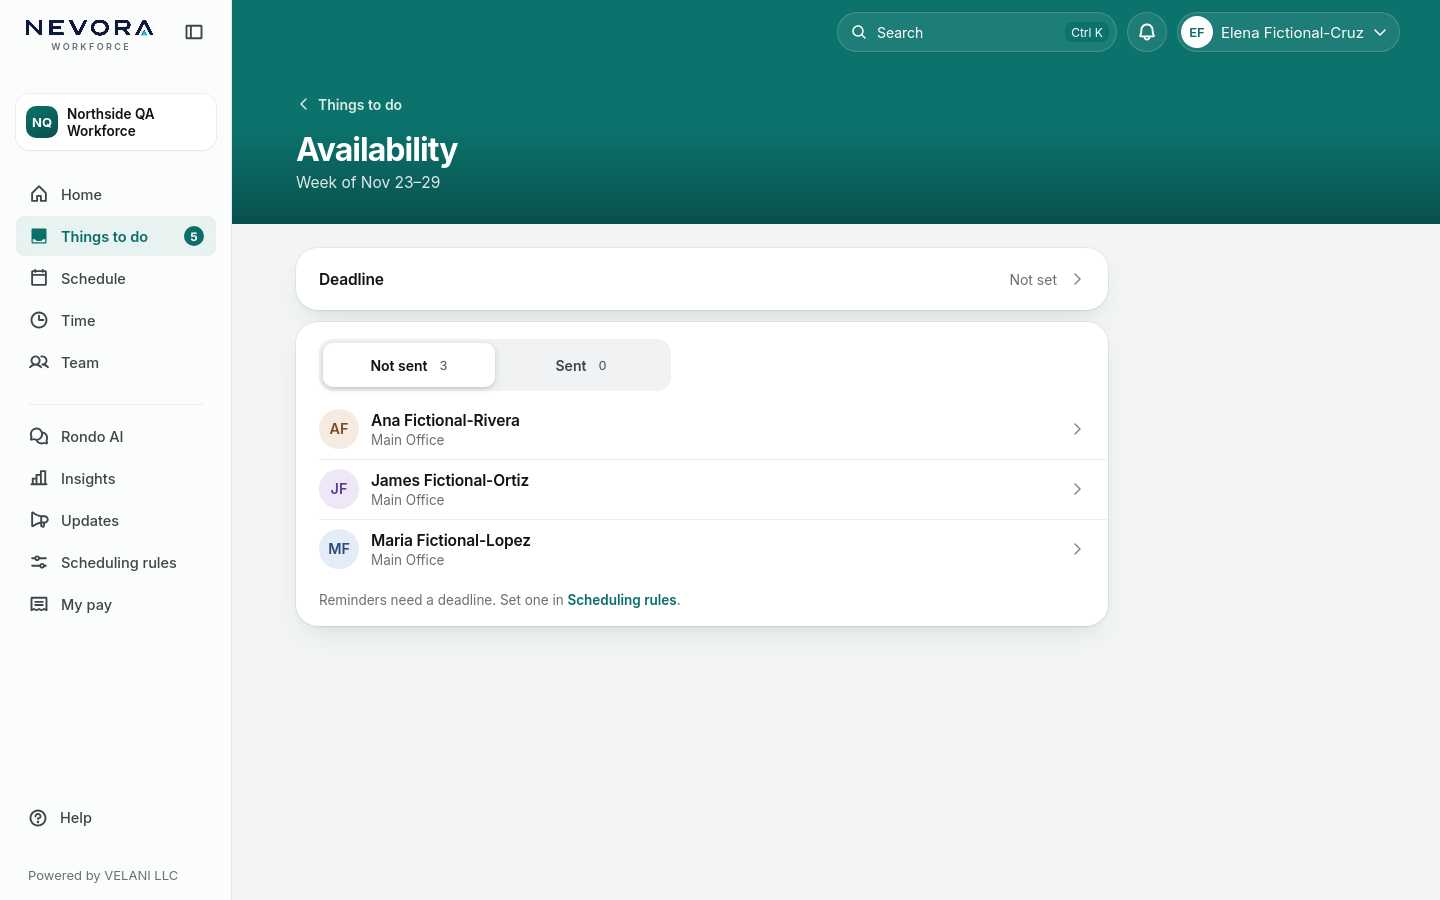 NEVORA
WORKFORCE
Search
Ctrl K
EF
Elena Fictional-Cruz
NQ
Northside QA
Workforce
Home
Things to do
5
Schedule
Time
Team
Rondo AI
Insights
Updates
Scheduling rules
My pay
Help
Powered by VELANI LLC
Things to do
Availability
Week of Nov 23–29
Deadline
Not set
Not sent 3
Sent 0
AF
Ana Fictional-Rivera
Main Office
JF
James Fictional-Ortiz
Main Office
MF
Maria Fictional-Lopez
Main Office
Reminders need a deadline. Set one in Scheduling rules.